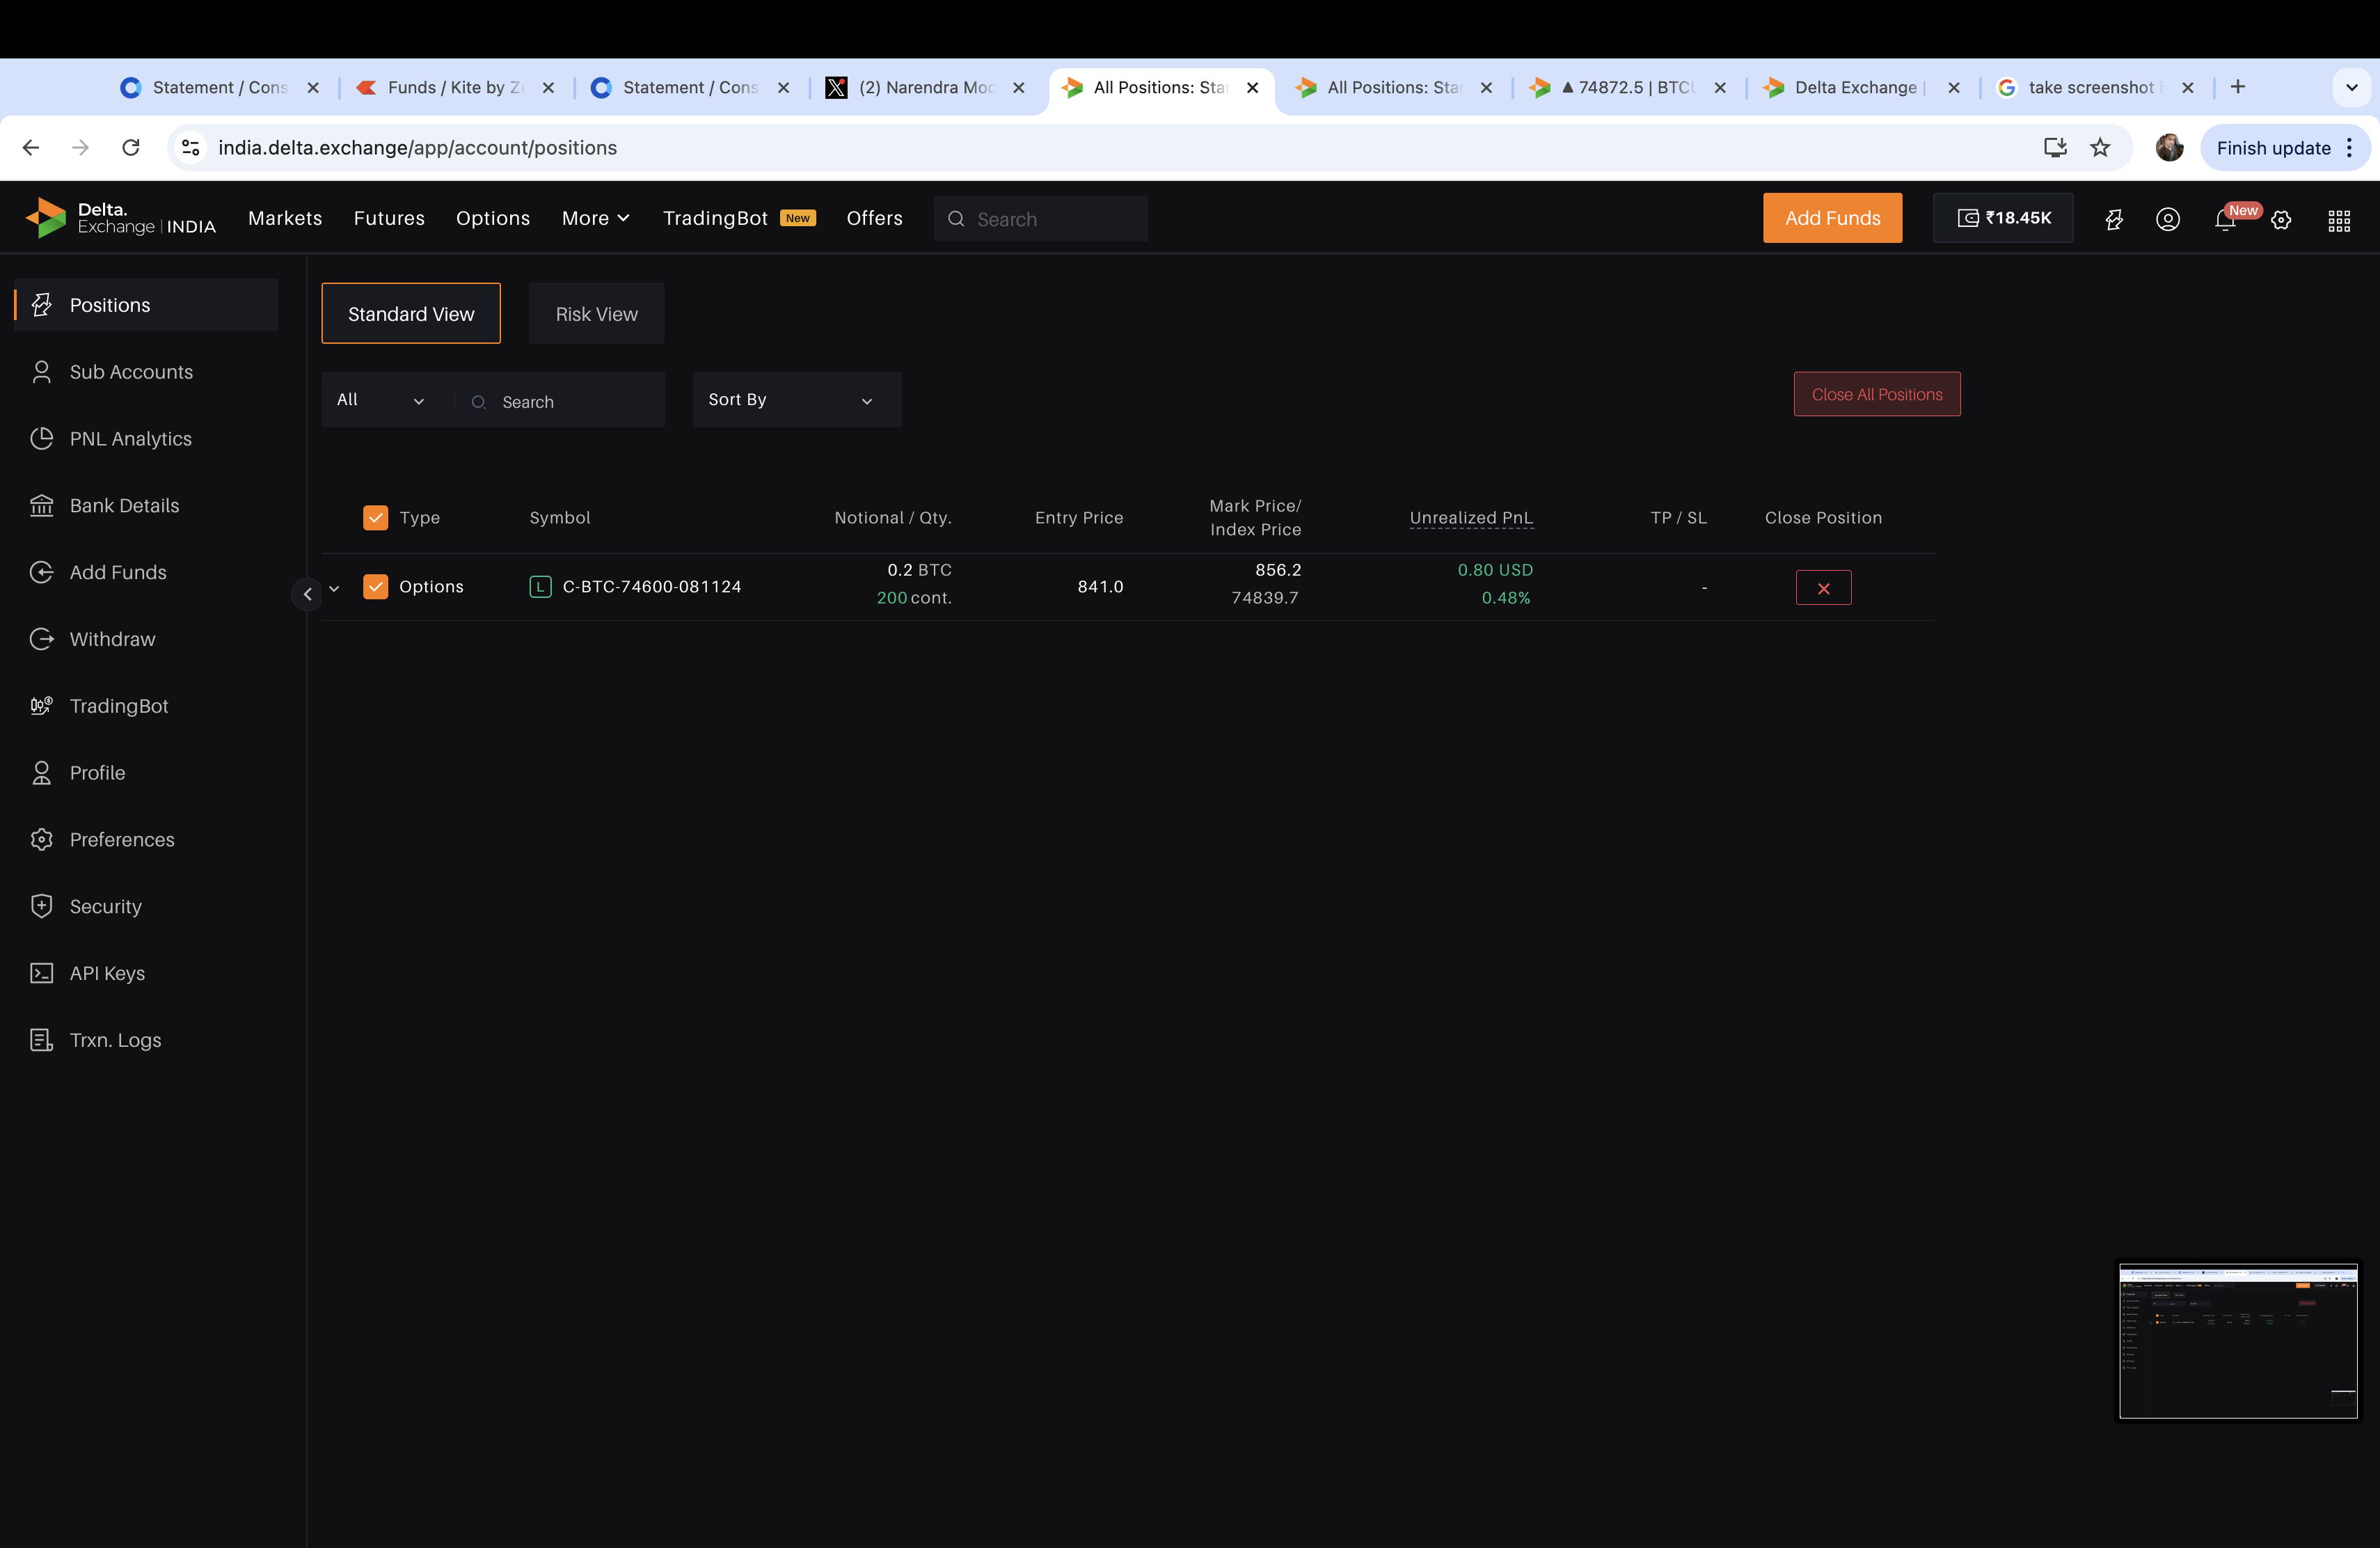 Statement / Cons
Funds / Kite by Ze
Statement / Cons
(2) Narendra Moc
All Positions: Star
All Positions: Star
▲ 74872.5 | BTCU
Delta Exchange |
take screenshot i
india.delta.exchange/app/account/positions
Finish update
Delta.
Exchange | INDIA
Markets
Futures
Options
More
TradingBot New
Offers
Search
Add Funds
₹18.45K
New
Positions
Sub Accounts
PNL Analytics
Bank Details
Add Funds
Withdraw
TradingBot
Profile
Preferences
Security
API Keys
Trxn. Logs
Standard View
Risk View
All
Search
Sort By
Close All Positions
Type
Symbol
Notional / Qty.
Entry Price
Mark Price/
Index Price
Unrealized PnL
TP / SL
Close Position
Options
L C-BTC-74600-081124
0.2 BTC
200 cont.
841.0
856.2
74839.7
0.80 USD
0.48%
-